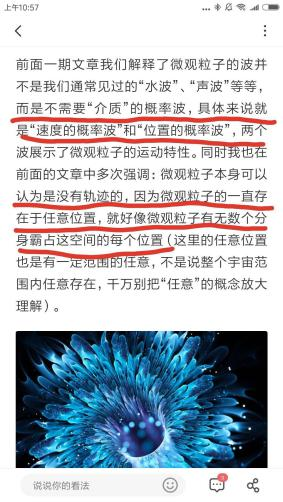 上午10:57
前面一期文章我们解释了微观粒子的波并
不是我们通常见过的“水波”、“声波”等等，
而是不需要“介质”的概率波，具体来说就
是“速度的概率波”和“位置的概率波”，两个
波展示了微观粒子的运动特性。同时我也在
前面的文章中多次强调：微观粒子本身可以
认为是没有轨迹的，因为微观粒子的一直存
在于任意位置，就好像微观粒子有无数个分
身霸占这空间的每个位置（这里的任意位置
也是有一定范围的任意，不是说整个宇宙范
围内任意存在，千万别把“任意”的概念放大
理解）。
说说你的看法